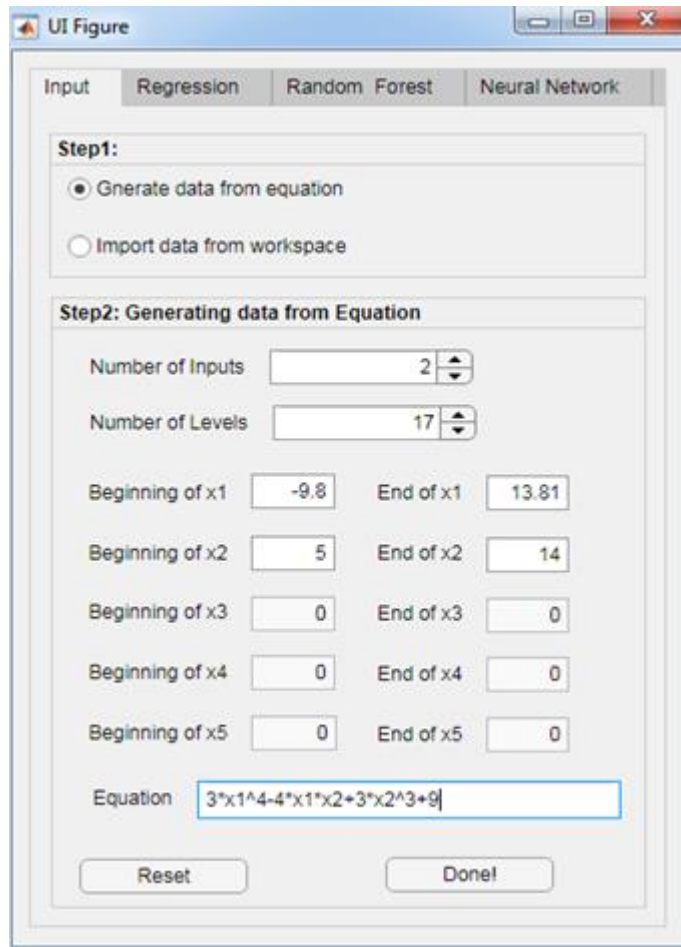 UI Figure
Input Regression Random Forest Neural Network
Step1:
Gnerate data from equation
Import data from workspace
Step2: Generating data from Equation
Number of Inputs 2
Number of Levels 17
Beginning of x1 -9.8 End of x1 13.81
Beginning of x2 5 End of x2 14
Beginning of x3 0 End of x3 0
Beginning of x4 0 End of x4 0
Beginning of x5 0 End of x5 0
Equation 3*x1^4-4*x1*x2+3*x2^3+9
Reset Done!